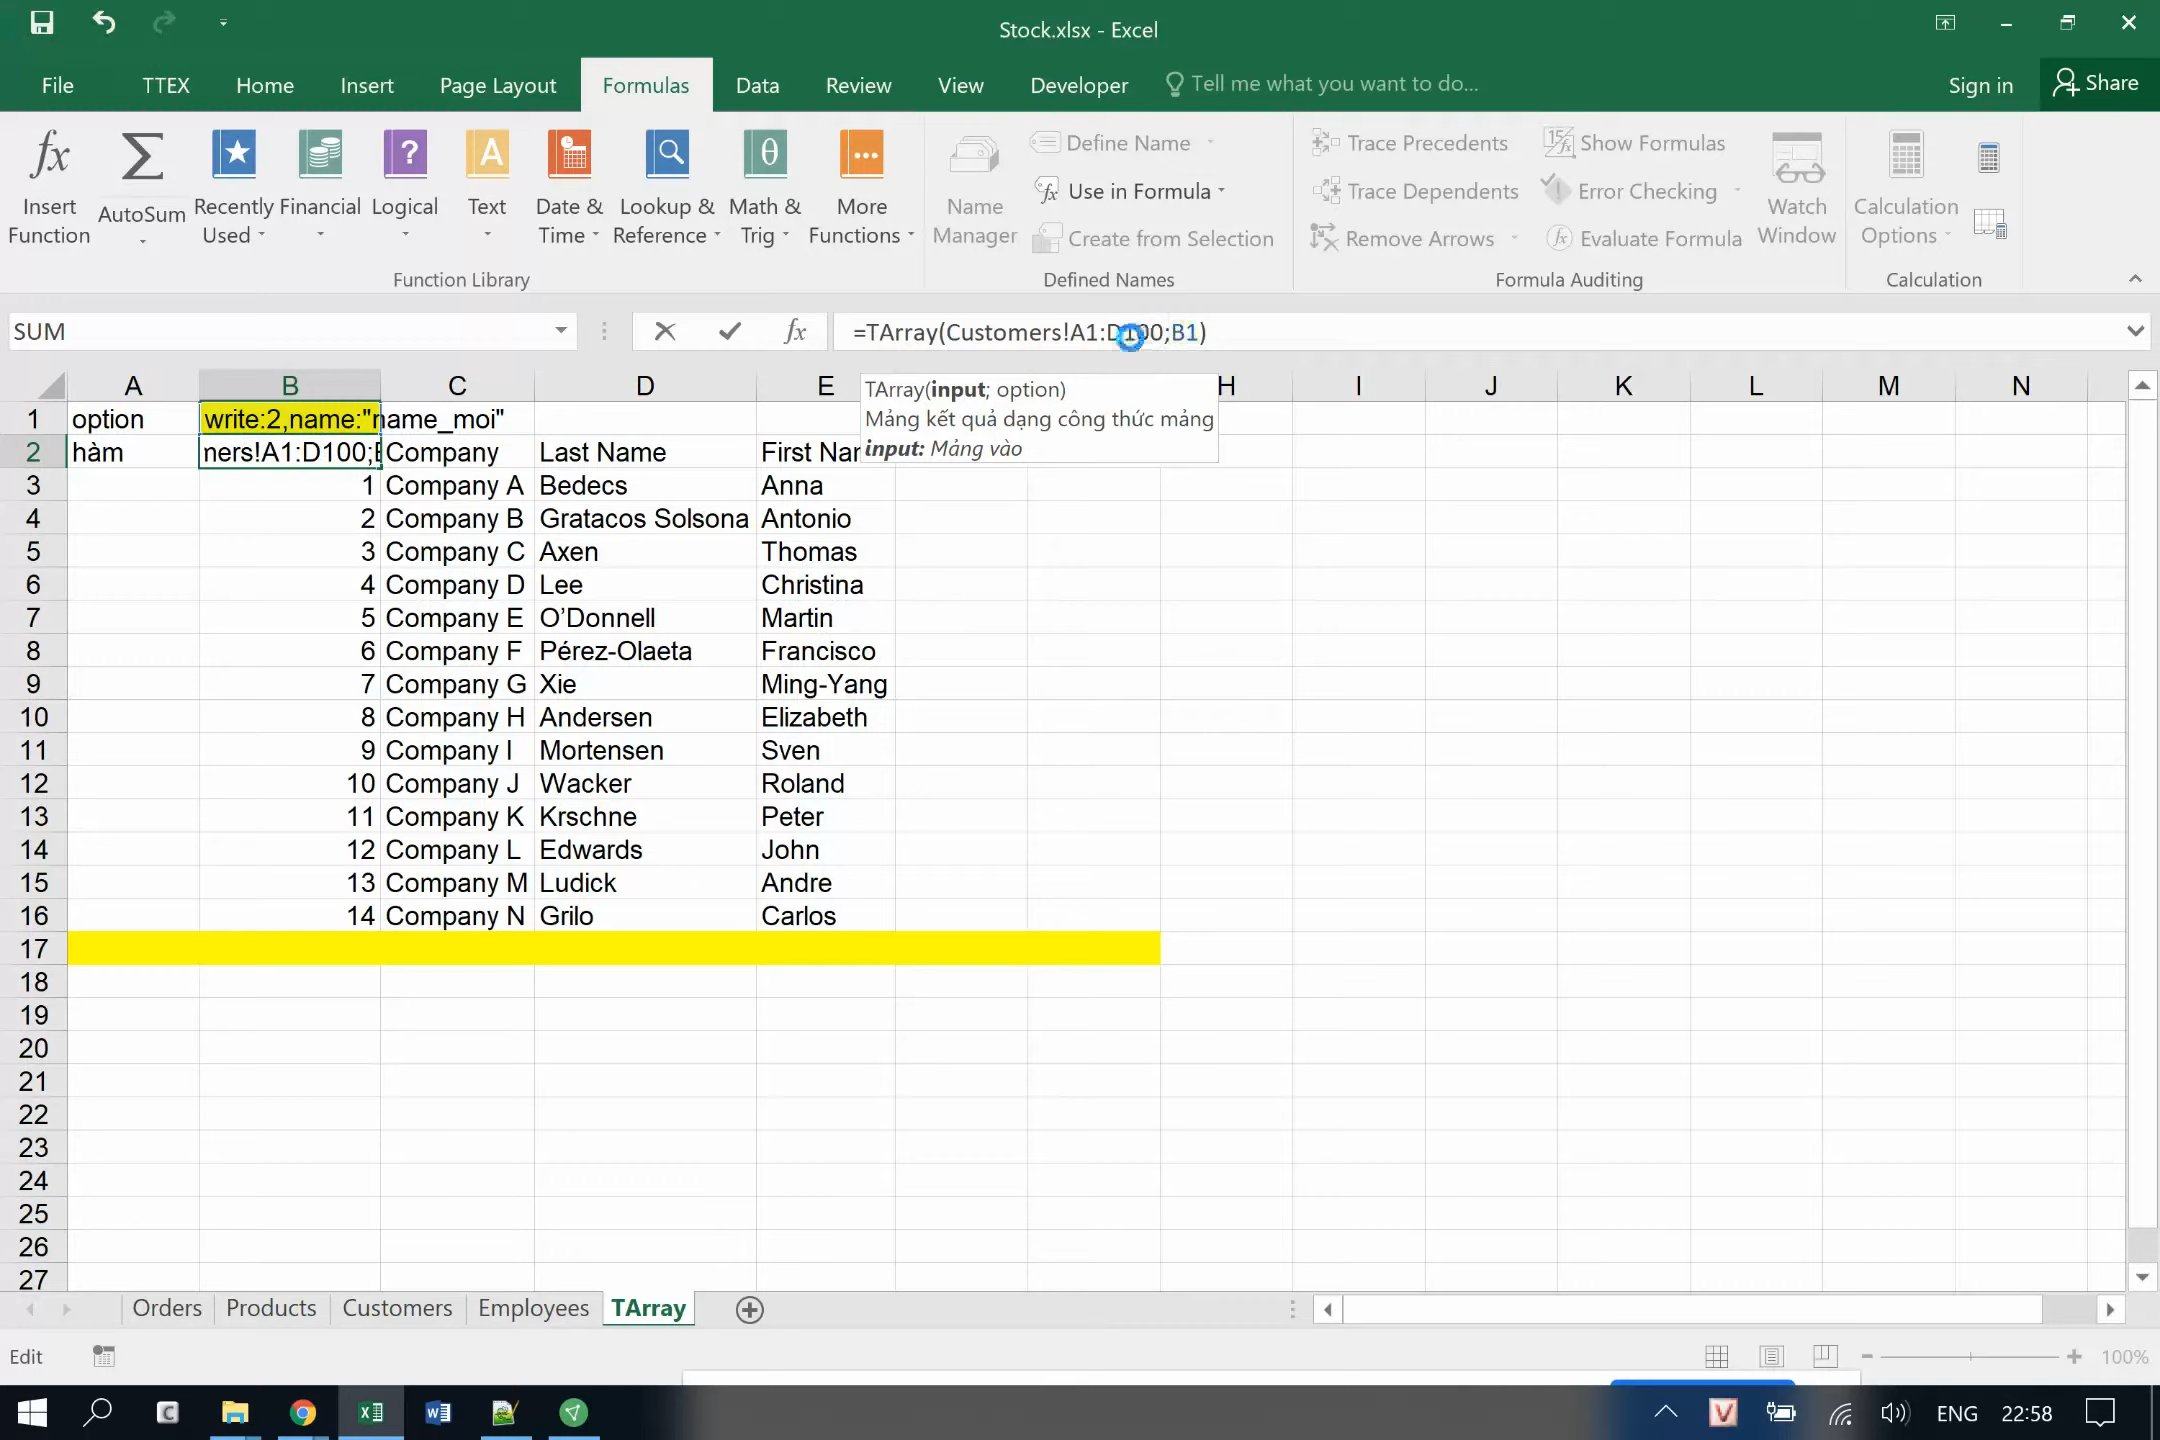 Stock.xlsx - Excel
File TTEX Home Insert Page Layout Formulas Data Review View Developer Tell me what you want to do... Sign in Share
Insert Function
AutoSum
Recently Used
Financial
Logical
Text
Date & Time
Lookup & Reference
Math & Trig
More Functions
Function Library
Name Manager
Define Name
Use in Formula
Create from Selection
Defined Names
Trace Precedents
Trace Dependents
Remove Arrows
Show Formulas
Error Checking
Evaluate Formula
Formula Auditing
Watch Window
Calculation Options
Calculation
SUM fx =TArray(Customers!A1:D100;B1)
TArray(input; option)
Mảng kết quả dạng công thức mảng
input: Mảng vào
A B C D E H I J K L M N
1 option write:2,name:"name_moi"
2 hàm ners!A1:D100; Company Last Name First Nar
3 1 Company A Bedecs Anna
4 2 Company B Gratacos Solsona Antonio
5 3 Company C Axen Thomas
6 4 Company D Lee Christina
7 5 Company E O’Donnell Martin
8 6 Company F Pérez-Olaeta Francisco
9 7 Company G Xie Ming-Yang
10 8 Company H Andersen Elizabeth
11 9 Company I Mortensen Sven
12 10 Company J Wacker Roland
13 11 Company K Krschne Peter
14 12 Company L Edwards John
15 13 Company M Ludick Andre
16 14 Company N Grilo Carlos
17
18
19
20
21
22
23
24
25
26
27
Orders Products Customers Employees TArray
Edit 100%
ENG 22:58